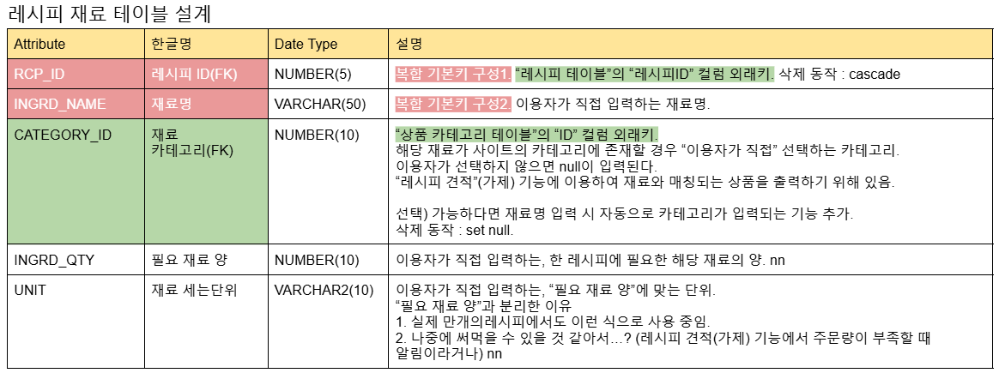 레시피 재료 테이블 설계
Attribute 한글명 Date Type 설명
RCP_ID 레시피 ID(FK) NUMBER(5) 복합 기본키 구성1. “레시피 테이블”의 “레시피ID” 컬럼 외래키. 삭제 동작 : cascade
INGRD_NAME 재료명 VARCHAR(50) 복합 기본키 구성2. 이용자가 직접 입력하는 재료명.
CATEGORY_ID 재료 NUMBER(10) “상품 카테고리 테이블”의 “ID” 컬럼 외래키.
카테고리(FK) 해당 재료가 사이트의 카테고리에 존재할 경우 “이용자가 직접” 선택하는 카테고리.
이용자가 선택하지 않으면 null이 입력된다.
“레시피 견적”(가제) 기능에 이용하여 재료와 매칭되는 상품을 출력하기 위해 있음.
선택) 가능하다면 재료명 입력 시 자동으로 카테고리가 입력되는 기능 추가.
삭제 동작 : set null.
INGRD_QTY 필요 재료 양 NUMBER(10) 이용자가 직접 입력하는, 한 레시피에 필요한 해당 재료의 양. nn
UNIT 재료 세는단위 VARCHAR2(10) 이용자가 직접 입력하는, “필요 재료 양”에 맞는 단위.
“필요 재료 양”과 분리한 이유
1. 실제 만개의레시피에서도 이런 식으로 사용 중임.
2. 나중에 써먹을 수 있을 것 같아서…? (레시피 견적(가제) 기능에서 주문량이 부족할 때
알림이라거나) nn